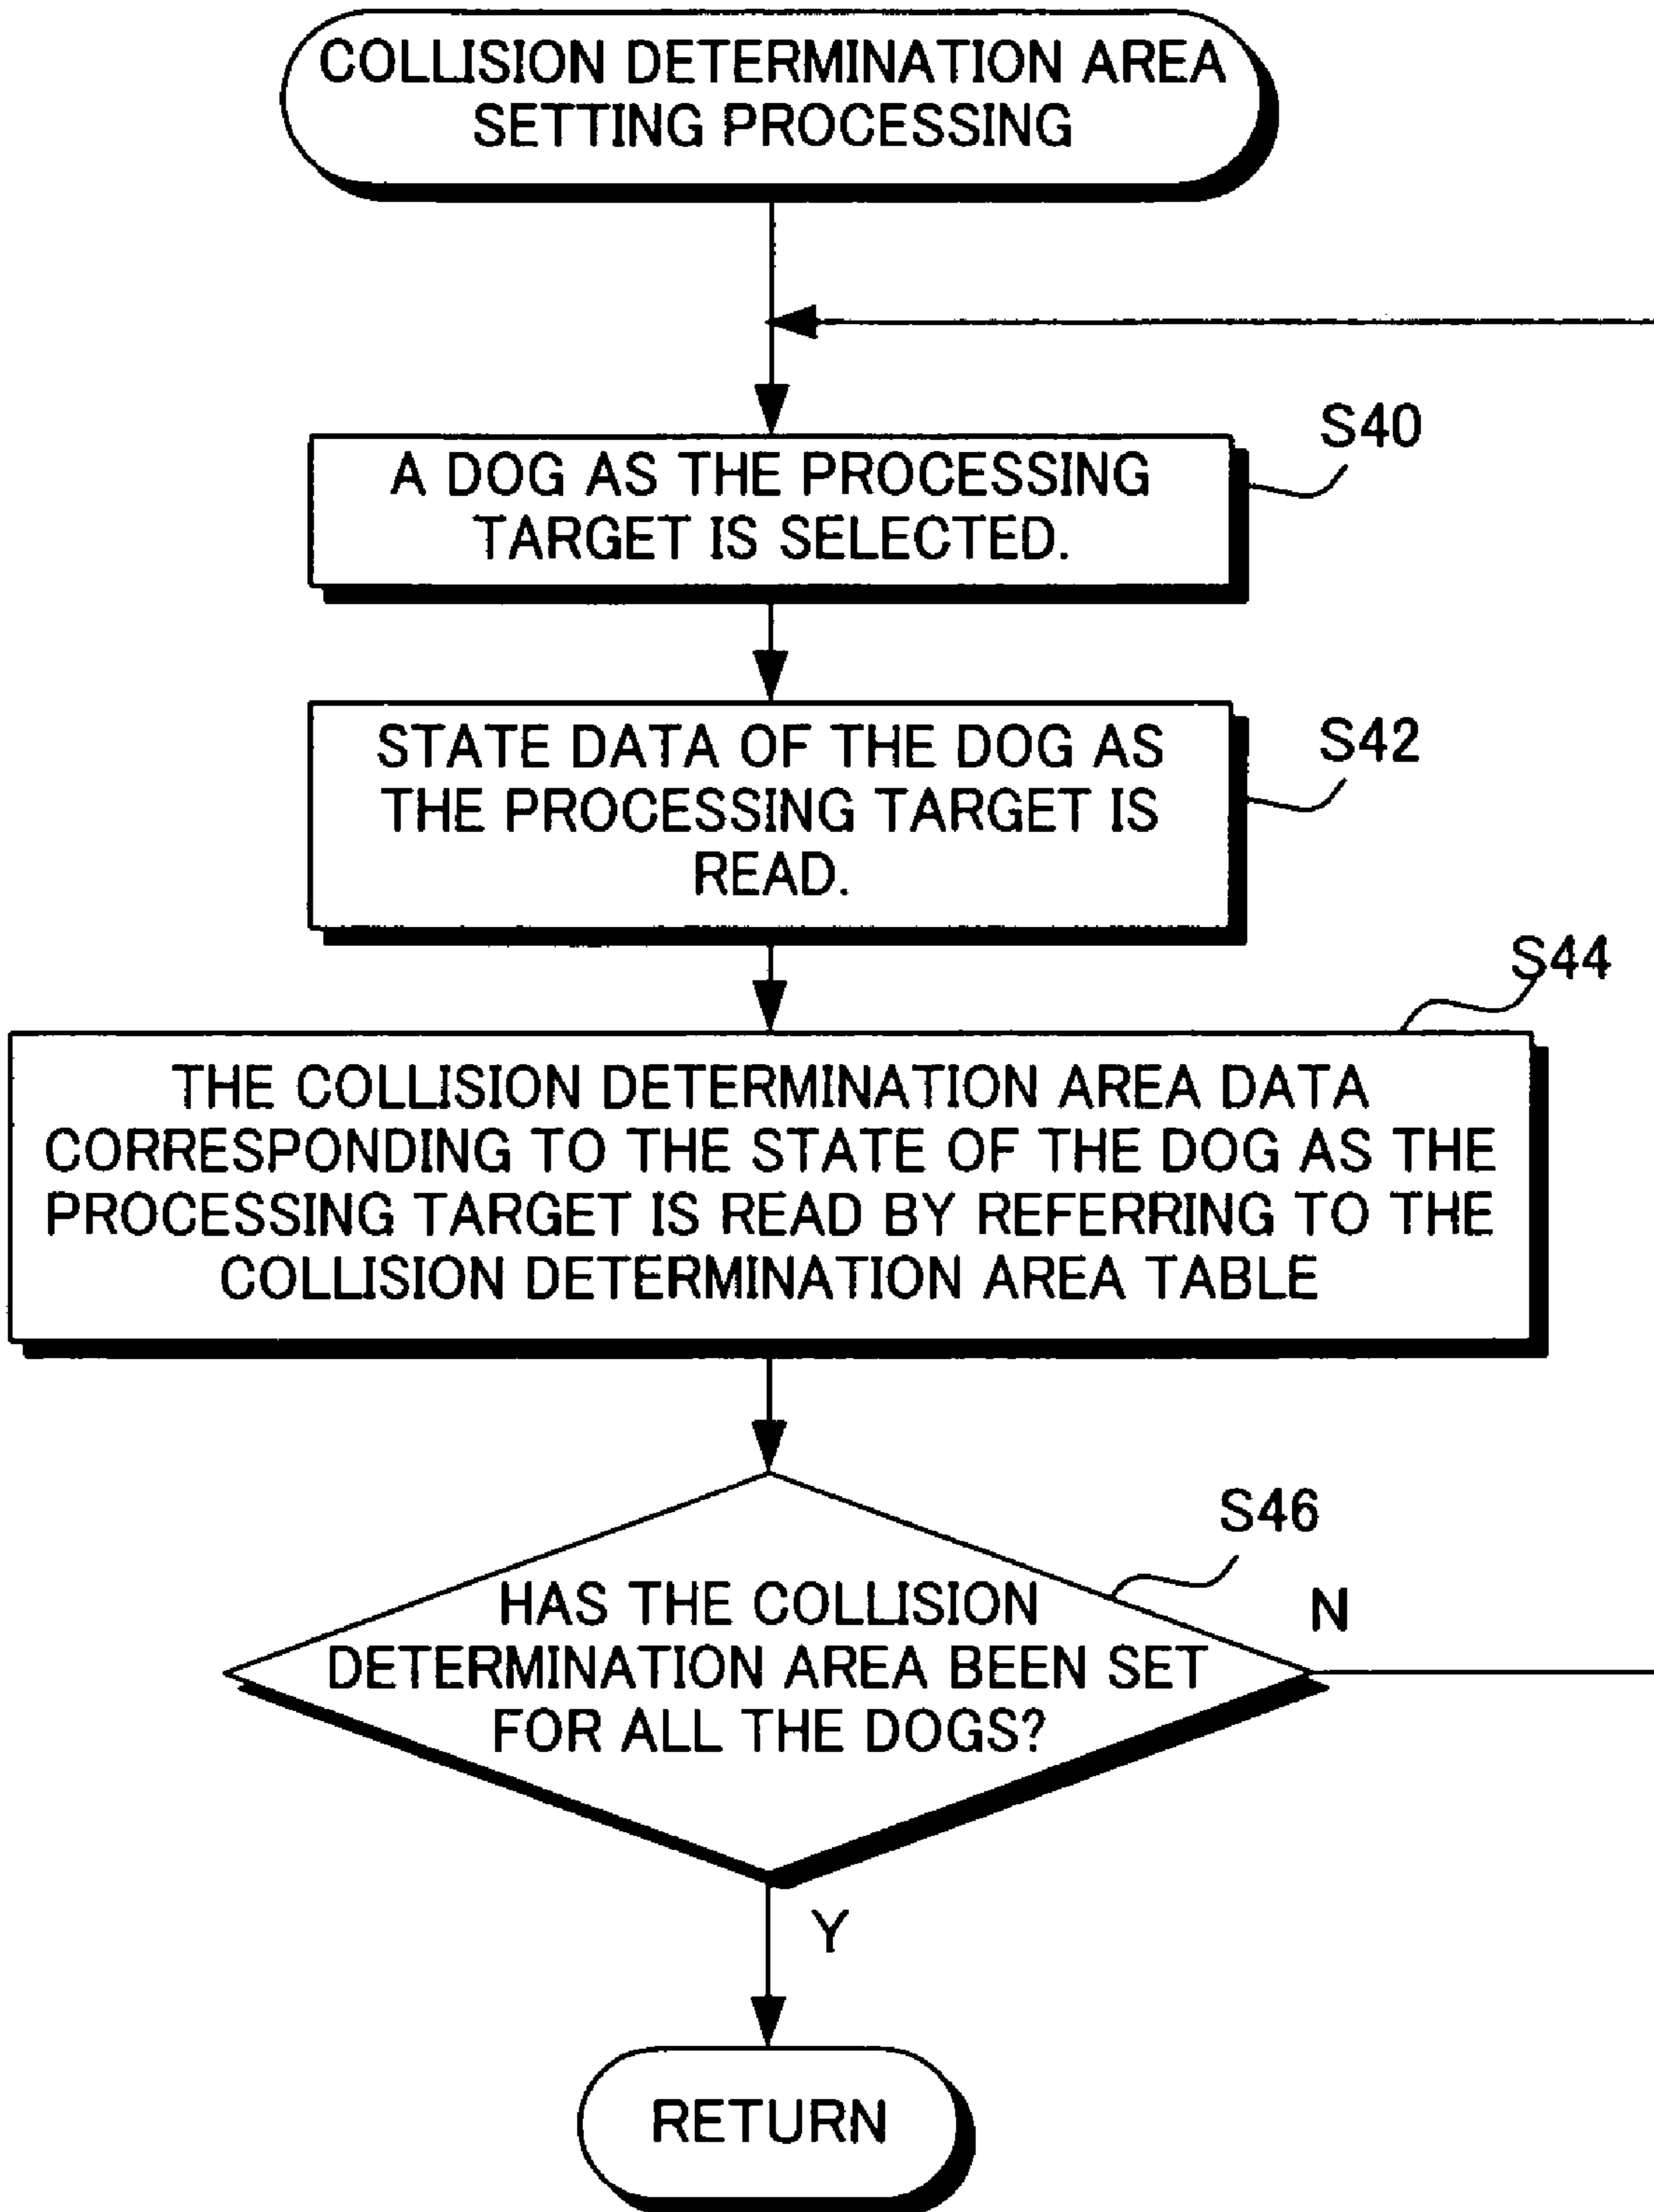 COLLISION DETERMINATION AREA
SETTING PROCESSING
S40
A DOG AS THE PROCESSING
TARGET IS SELECTED.
S42
STATE DATA OF THE DOG AS
THE PROCESSING TARGET IS
READ.
S44
THE COLLISION DETERMINATION AREA DATA
CORRESPONDING TO THE STATE OF THE DOG AS THE
PROCESSING TARGET IS READ BY REFERRING TO THE
COLLISION DETERMINATION AREA TABLE
S46
HAS THE COLLISION
DETERMINATION AREA BEEN SET
FOR ALL THE DOGS?
N
Y
RETURN